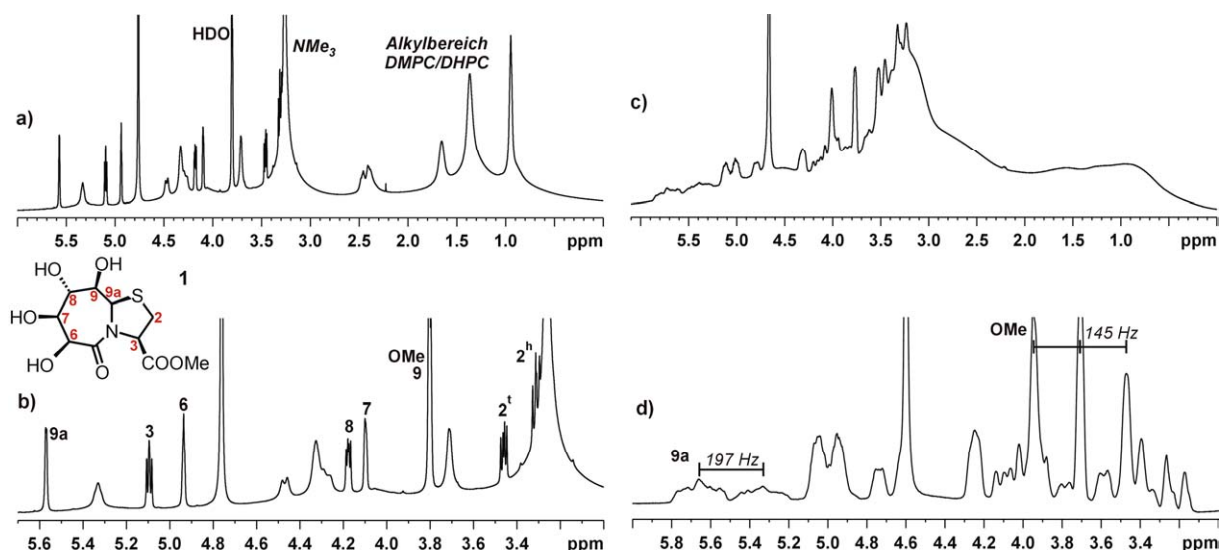 a)
HDO
NMe3
Alkylbereich
DMPC/DHPC
5.5 5.0 4.5 4.0 3.5 3.0 2.5 2.0 1.5 1.0 ppm
c)
6.0 5.5 5.0 4.5 4.0 3.5 3.0 2.5 2.0 1.5 1.0 ppm
1
HO OH
HO
8 9 9a S
HO 7 2
6 N 3
HO O COOMe
b)
9a 3 6 8 7 OMe
9 2t 2h
5.6 5.4 5.2 5.0 4.8 4.6 4.4 4.2 4.0 3.8 3.6 3.4 ppm
d)
OMe 145 Hz
9a 197 Hz
5.8 5.6 5.4 5.2 5.0 4.8 4.6 4.4 4.2 4.0 3.8 3.6 3.4 ppm